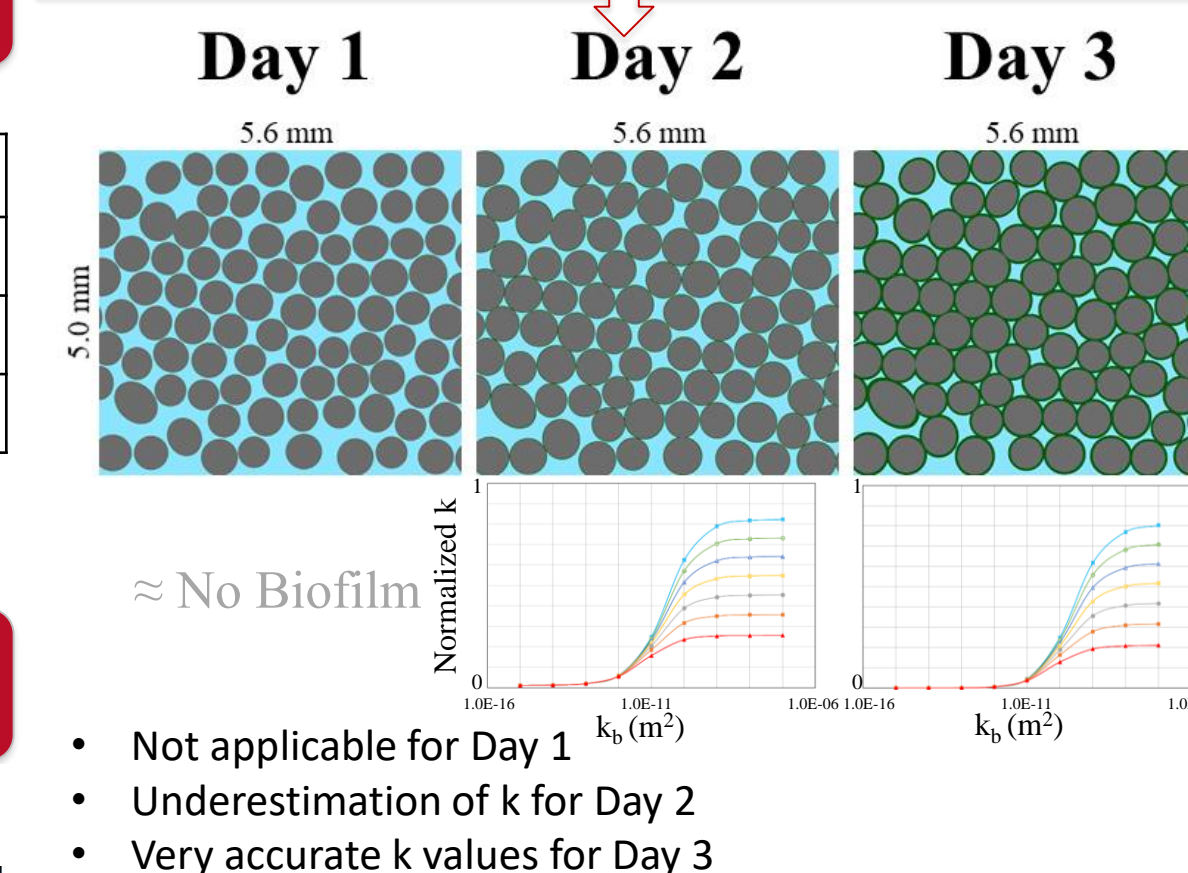 Day 1 Day 2 Day 3
5.6 mm 5.6 mm 5.6 mm
5.0 mm
≈ No Biofilm
Normalized k
1 1
0 0
1.0E-16 1.0E-11 1.0E-06 1.0E-16 1.0E-11
k_b (m²) k_b (m²)
• Not applicable for Day 1
• Underestimation of k for Day 2
• Very accurate k values for Day 3